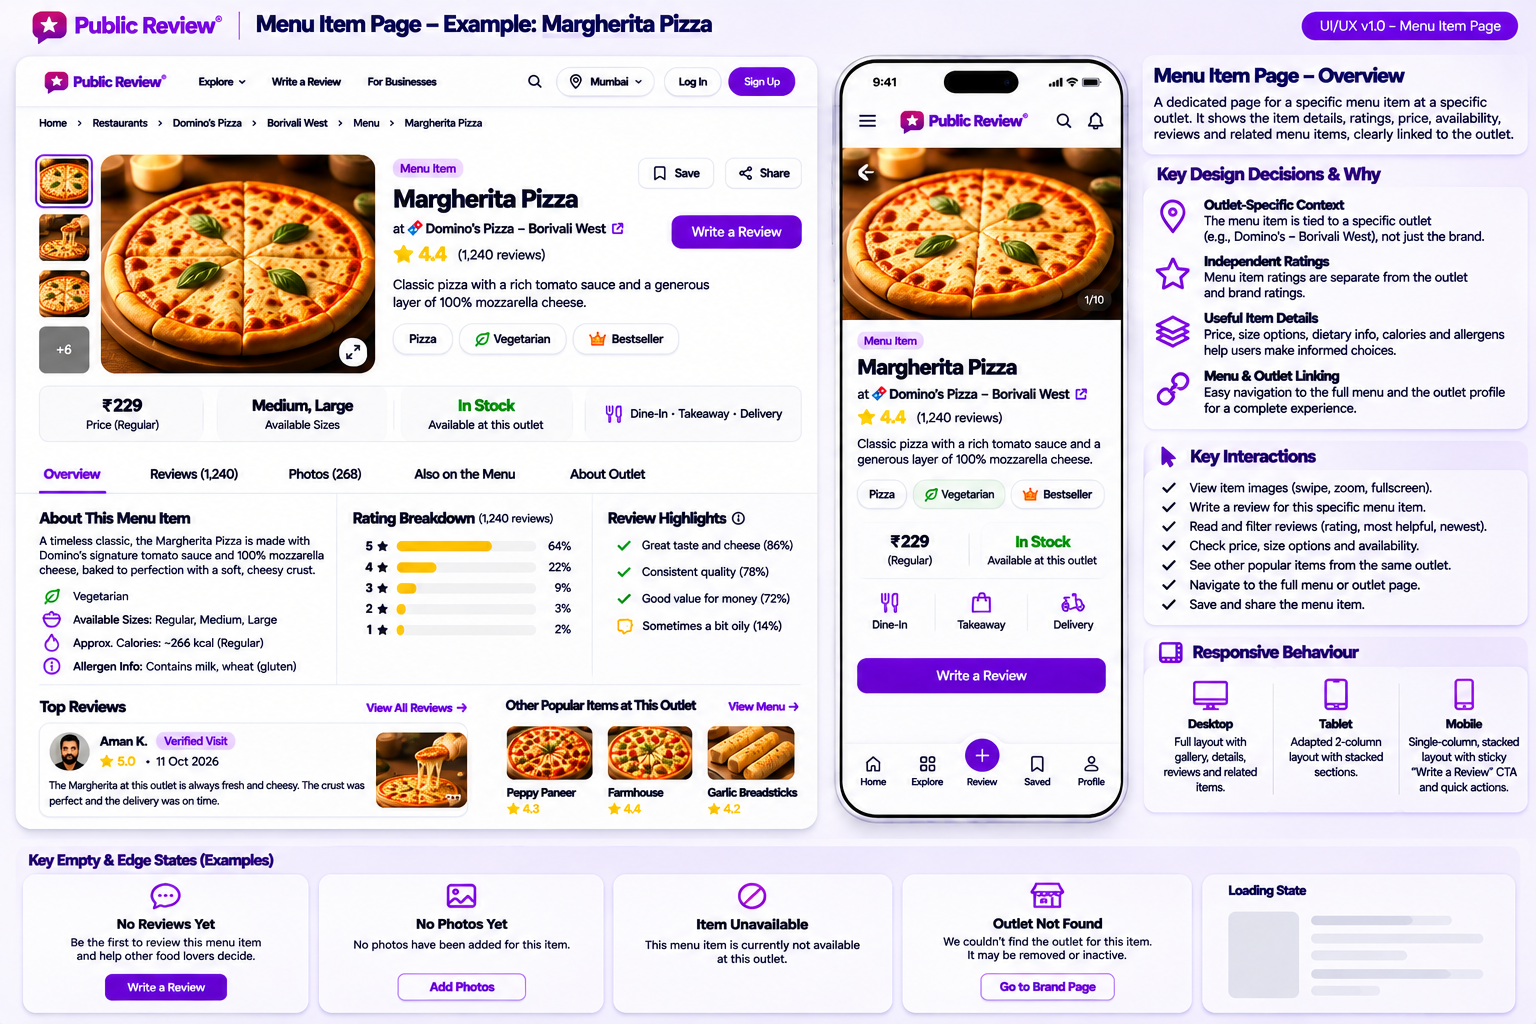 Public Review®
Menu Item Page – Example: Margherita Pizza
UI/UX v1.0 – Menu Item Page
Public Review®
Explore
Write a Review
For Businesses
Mumbai
Log In
Sign Up
Home > Restaurants > Domino's Pizza > Borivali West > Menu > Margherita Pizza
+6
Menu Item
Save
Share
Margherita Pizza
at Domino's Pizza – Borivali West
Write a Review
4.4 (1,240 reviews)
Classic pizza with a rich tomato sauce and a generous
layer of 100% mozzarella cheese.
Pizza
Vegetarian
Bestseller
₹229
Price (Regular)
Medium, Large
Available Sizes
In Stock
Available at this outlet
Dine-In · Takeaway · Delivery
Overview
Reviews (1,240)
Photos (268)
Also on the Menu
About Outlet
About This Menu Item
A timeless classic, the Margherita Pizza is made with
Domino's signature tomato sauce and 100% mozzarella
cheese, baked to perfection with a soft, cheesy crust.
Vegetarian
Available Sizes: Regular, Medium, Large
Approx. Calories: ~266 kcal (Regular)
Allergen Info: Contains milk, wheat (gluten)
Rating Breakdown (1,240 reviews)
5 ★ 64%
4 ★ 22%
3 ★ 9%
2 ★ 3%
1 ★ 2%
Review Highlights
Great taste and cheese (86%)
Consistent quality (78%)
Good value for money (72%)
Sometimes a bit oily (14%)
Top Reviews
View All Reviews →
Aman K. Verified Visit
5.0 • 11 Oct 2026
The Margherita at this outlet is always fresh and cheesy. The crust was
perfect and the delivery was on time.
Other Popular Items at This Outlet
View Menu →
Peppy Paneer
4.3
Farmhouse
4.4
Garlic Breadsticks
4.2
9:41
Public Review®
1/10
Menu Item
Margherita Pizza
at Domino's Pizza – Borivali West
4.4 (1,240 reviews)
Classic pizza with a rich tomato sauce and a
generous layer of 100% mozzarella cheese.
Pizza
Vegetarian
Bestseller
₹229
(Regular)
In Stock
Available at this outlet
Dine-In
Takeaway
Delivery
Write a Review
Home
Explore
Review
Saved
Profile
Menu Item Page – Overview
A dedicated page for a specific menu item at a specific
outlet. It shows the item details, ratings, price, availability,
reviews and related menu items, clearly linked to the outlet.
Key Design Decisions & Why
Outlet-Specific Context
The menu item is tied to a specific outlet
(e.g., Domino's – Borivali West), not just the brand.
Independent Ratings
Menu item ratings are separate from the outlet
and brand ratings.
Useful Item Details
Price, size options, dietary info, calories and allergens
help users make informed choices.
Menu & Outlet Linking
Easy navigation to the full menu and the outlet profile
for a complete experience.
Key Interactions
View item images (swipe, zoom, fullscreen).
Write a review for this specific menu item.
Read and filter reviews (rating, most helpful, newest).
Check price, size options and availability.
See other popular items from the same outlet.
Navigate to the full menu or outlet page.
Save and share the menu item.
Responsive Behaviour
Desktop
Full layout with
gallery, details,
reviews and related
items.
Tablet
Adapted 2-column
layout with stacked
sections.
Mobile
Single-column, stacked
layout with sticky
"Write a Review" CTA
and quick actions.
Key Empty & Edge States (Examples)
No Reviews Yet
Be the first to review this menu item
and help other food lovers decide.
Write a Review
No Photos Yet
No photos have been added for this item.
Add Photos
Item Unavailable
This menu item is currently not available
at this outlet.
Outlet Not Found
We couldn't find the outlet for this item.
It may be removed or inactive.
Go to Brand Page
Loading State